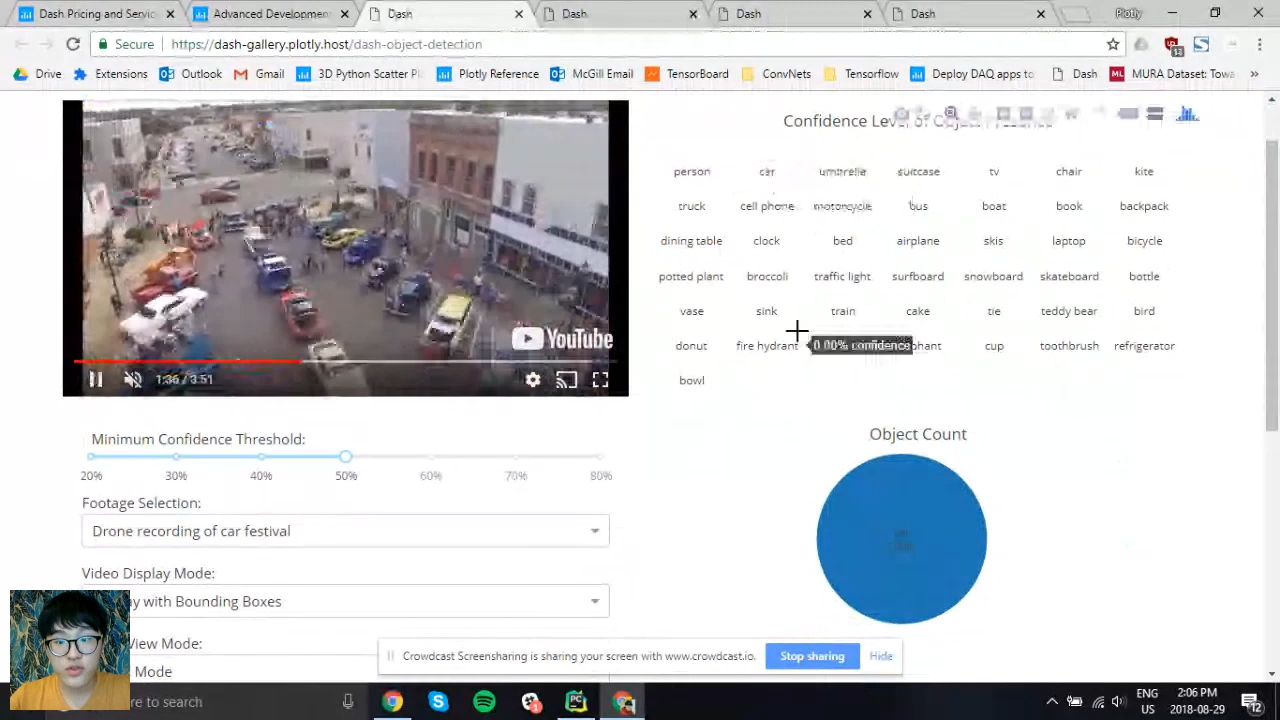 Dash Pricing and Servic
Advanced Developmen
Dash
Dash
Dash
Dash
Plotly
Secure
https://dash-gallery.plotly.host/dash-object-detection
13
Drive
Extensions
Outlook
Gmail
3D Python Scatter Pl
Plotly Reference
McGill Email
TensorBoard
ConvNets
Tensorflow
Deploy DAQ apps to
Dash
MURA Dataset: Towa
»
Confidence Level of
person car umbrella suitcase tv chair kite
truck cell phone motorcycle bus boat book backpack
dining table clock bed airplane skis laptop bicycle
potted plant broccoli traffic light surfboard snowboard skateboard bottle
vase sink train cake tie teddy bear bird
donut fire hydrant 0.00% confidence cup toothbrush refrigerator
bowl
YouTube
1:36 / 3:51
Minimum Confidence Threshold:
20% 30% 40% 50% 60% 70% 80%
Footage Selection:
Drone recording of car festival
Video Display Mode:
with Bounding Boxes
View Mode:
Mode
Object Count
Crowdcast Screensharing is sharing your screen with www.crowdcast.io.
Stop sharing
Hide
here to search
ENG
US
2:06 PM
2018-08-29
12